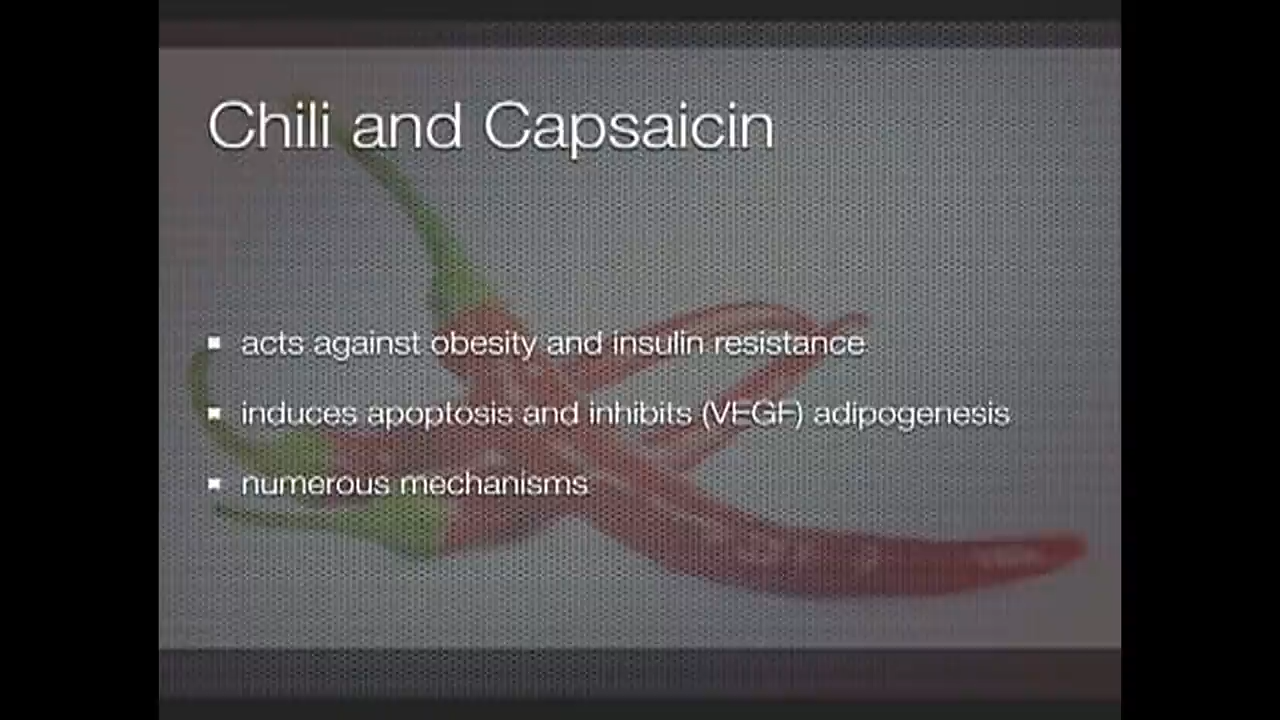 Chili and Capsaicin
▪ acts against obesity and insulin resistance
▪ induces apoptosis and inhibits (VEGF) adipogenesis
▪ numerous mechanisms